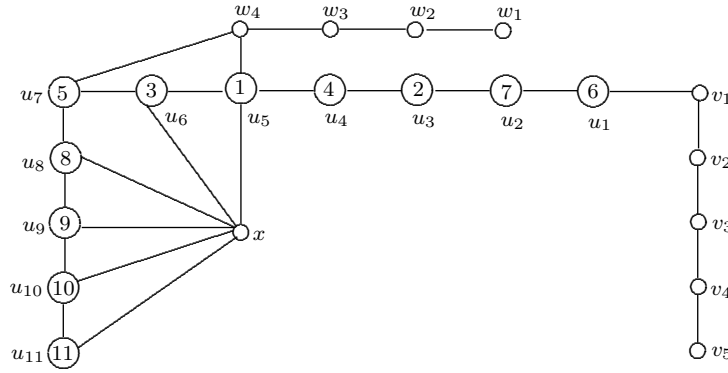 w₄ w₃ w₂ w₁
5 3 1 4 2 7 6 v₁
u₇ u₆ u₅ u₄ u₃ u₂ u₁
8 v₂
u₈
9 v₃
u₉ x
10 v₄
u₁₀
11 v₅
u₁₁